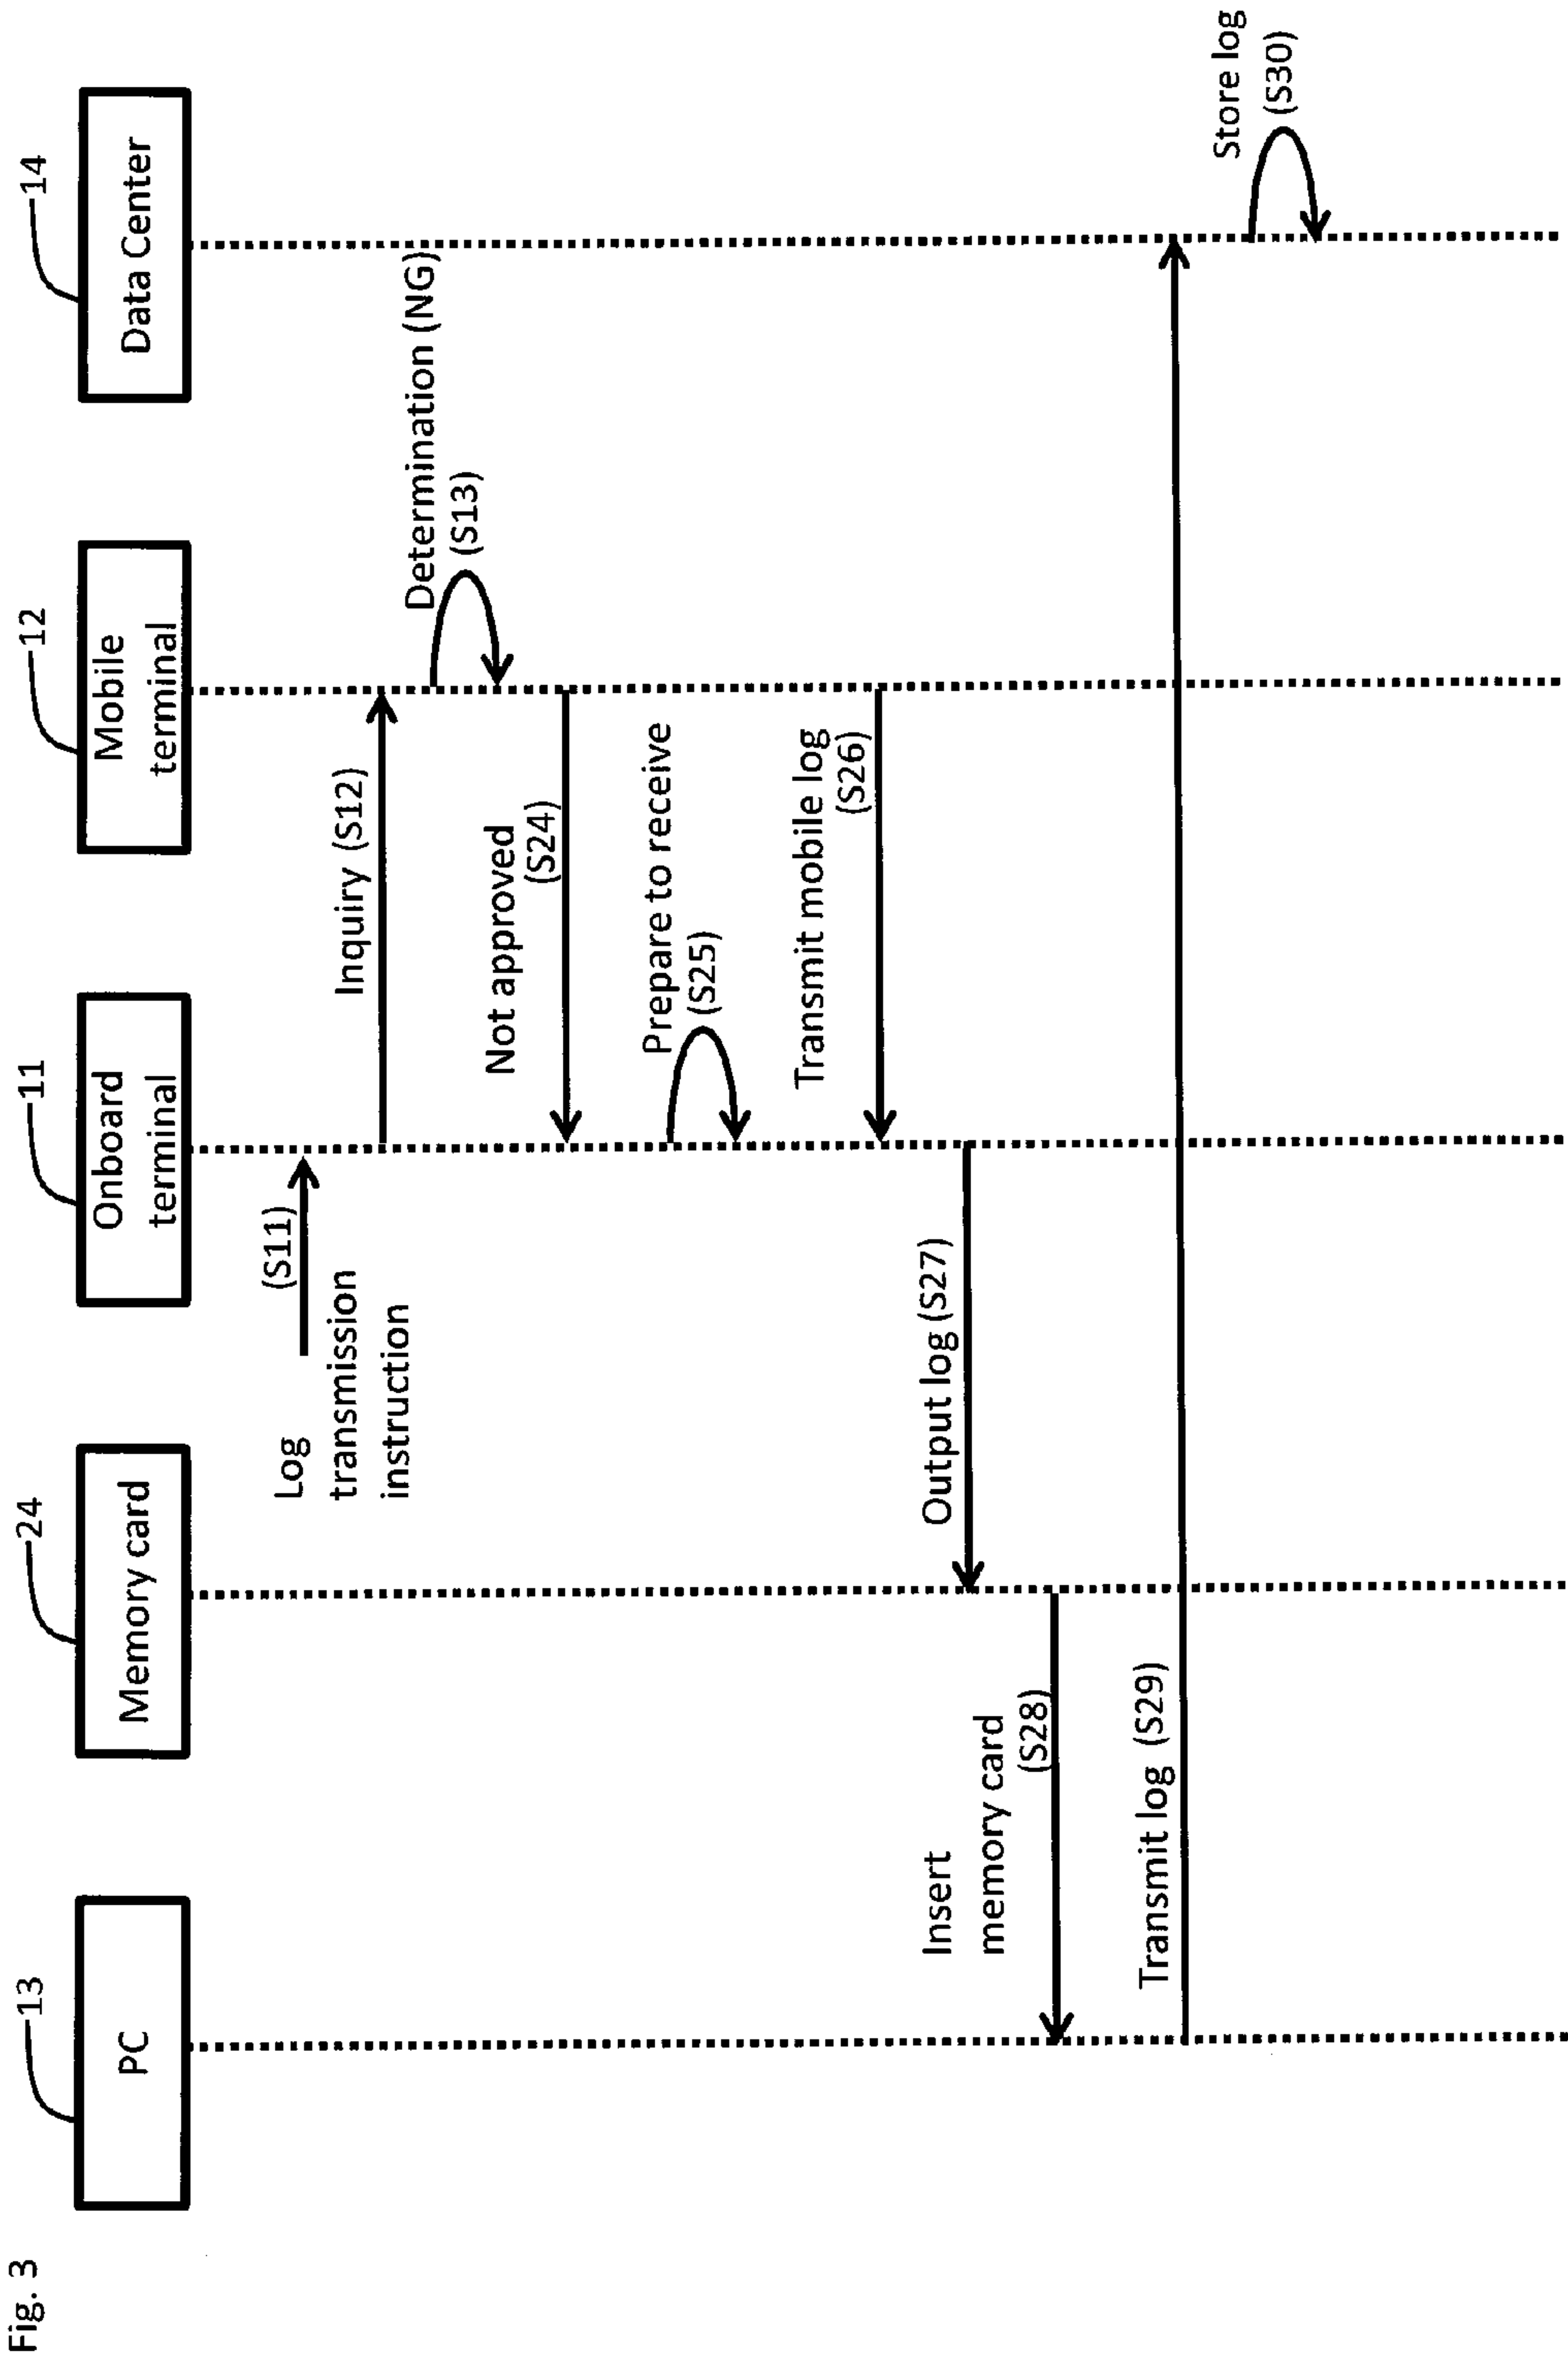 Fig. 3
13
24
11
12
14
PC
Memory card
Onboard
terminal
Mobile
terminal
Data Center
(S11)
Log
transmission
instruction
Inquiry (S12)
Determination (NG)
(S13)
Not approved
(S24)
Prepare to receive
(S25)
Transmit mobile log
(S26)
Output log (S27)
Insert
memory card
(S28)
Transmit log (S29)
Store log
(S30)